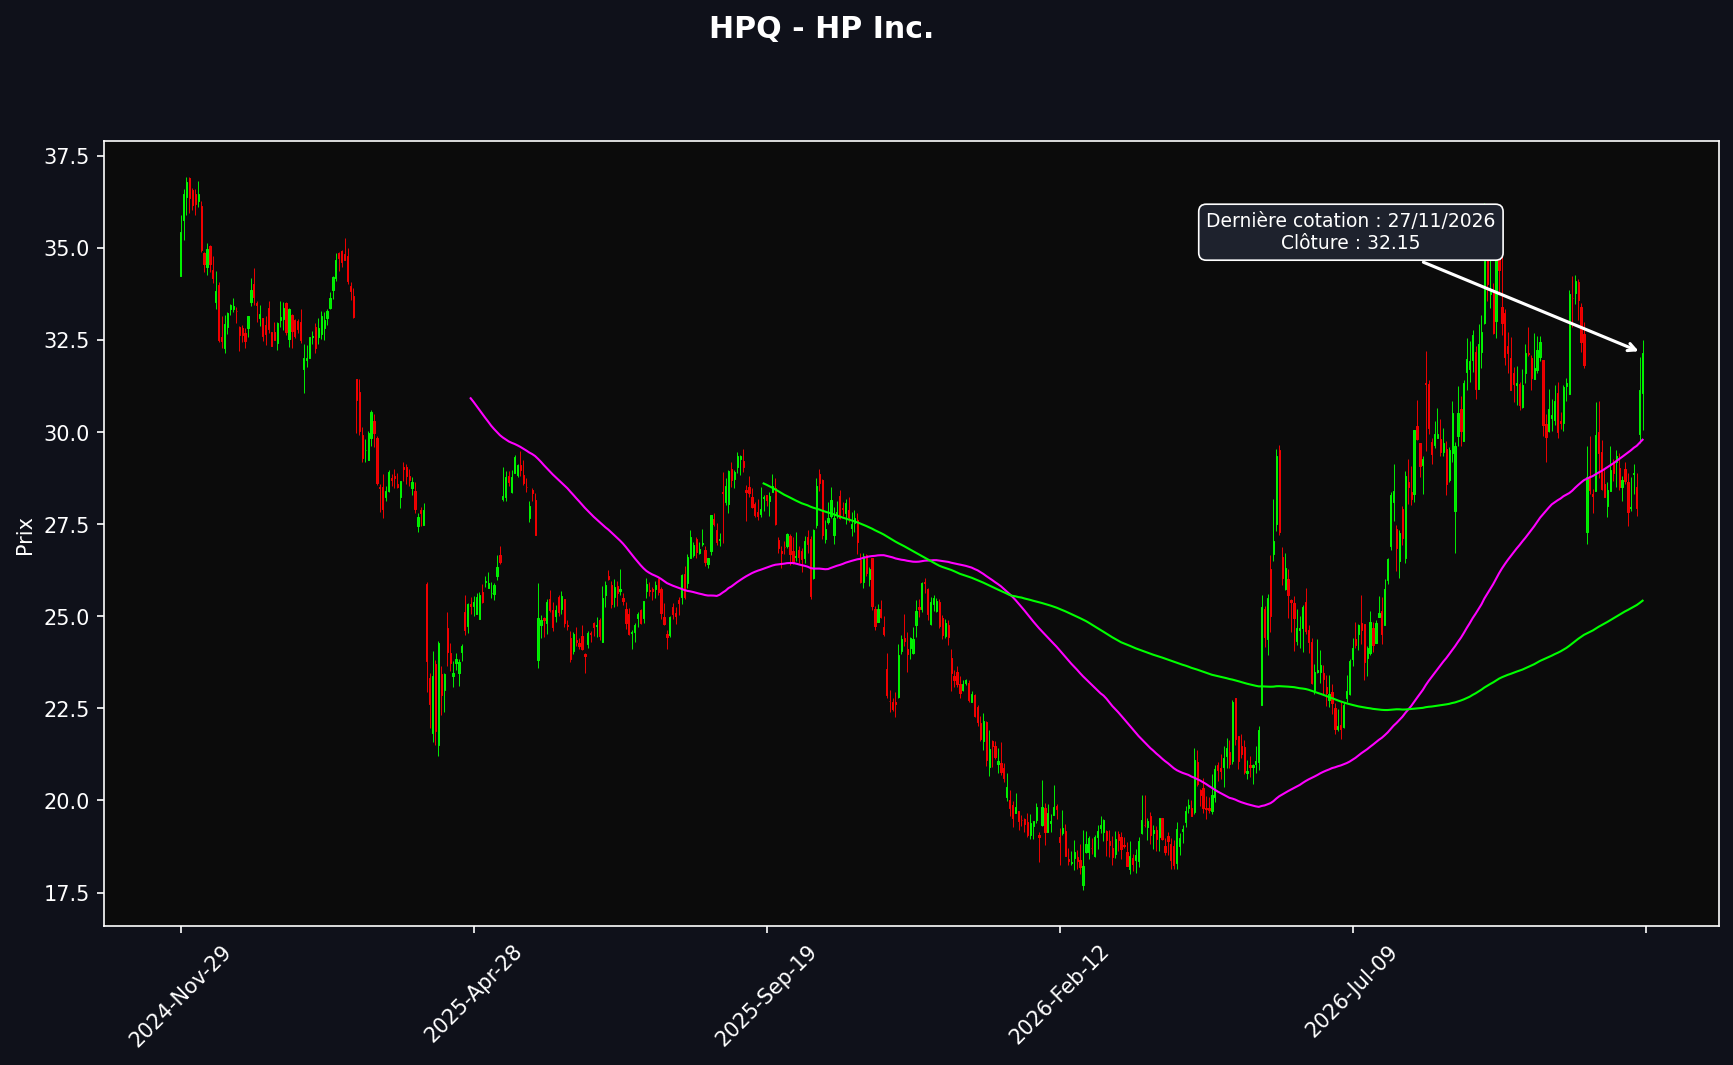 HPQ - HP Inc.
37.5
35.0
32.5
30.0
27.5
25.0
22.5
20.0
17.5
Prix
Dernière cotation : 27/11/2026
Clôture : 32.15
2024-Nov-29
2025-Apr-28
2025-Sep-19
2026-Feb-12
2026-Jul-09